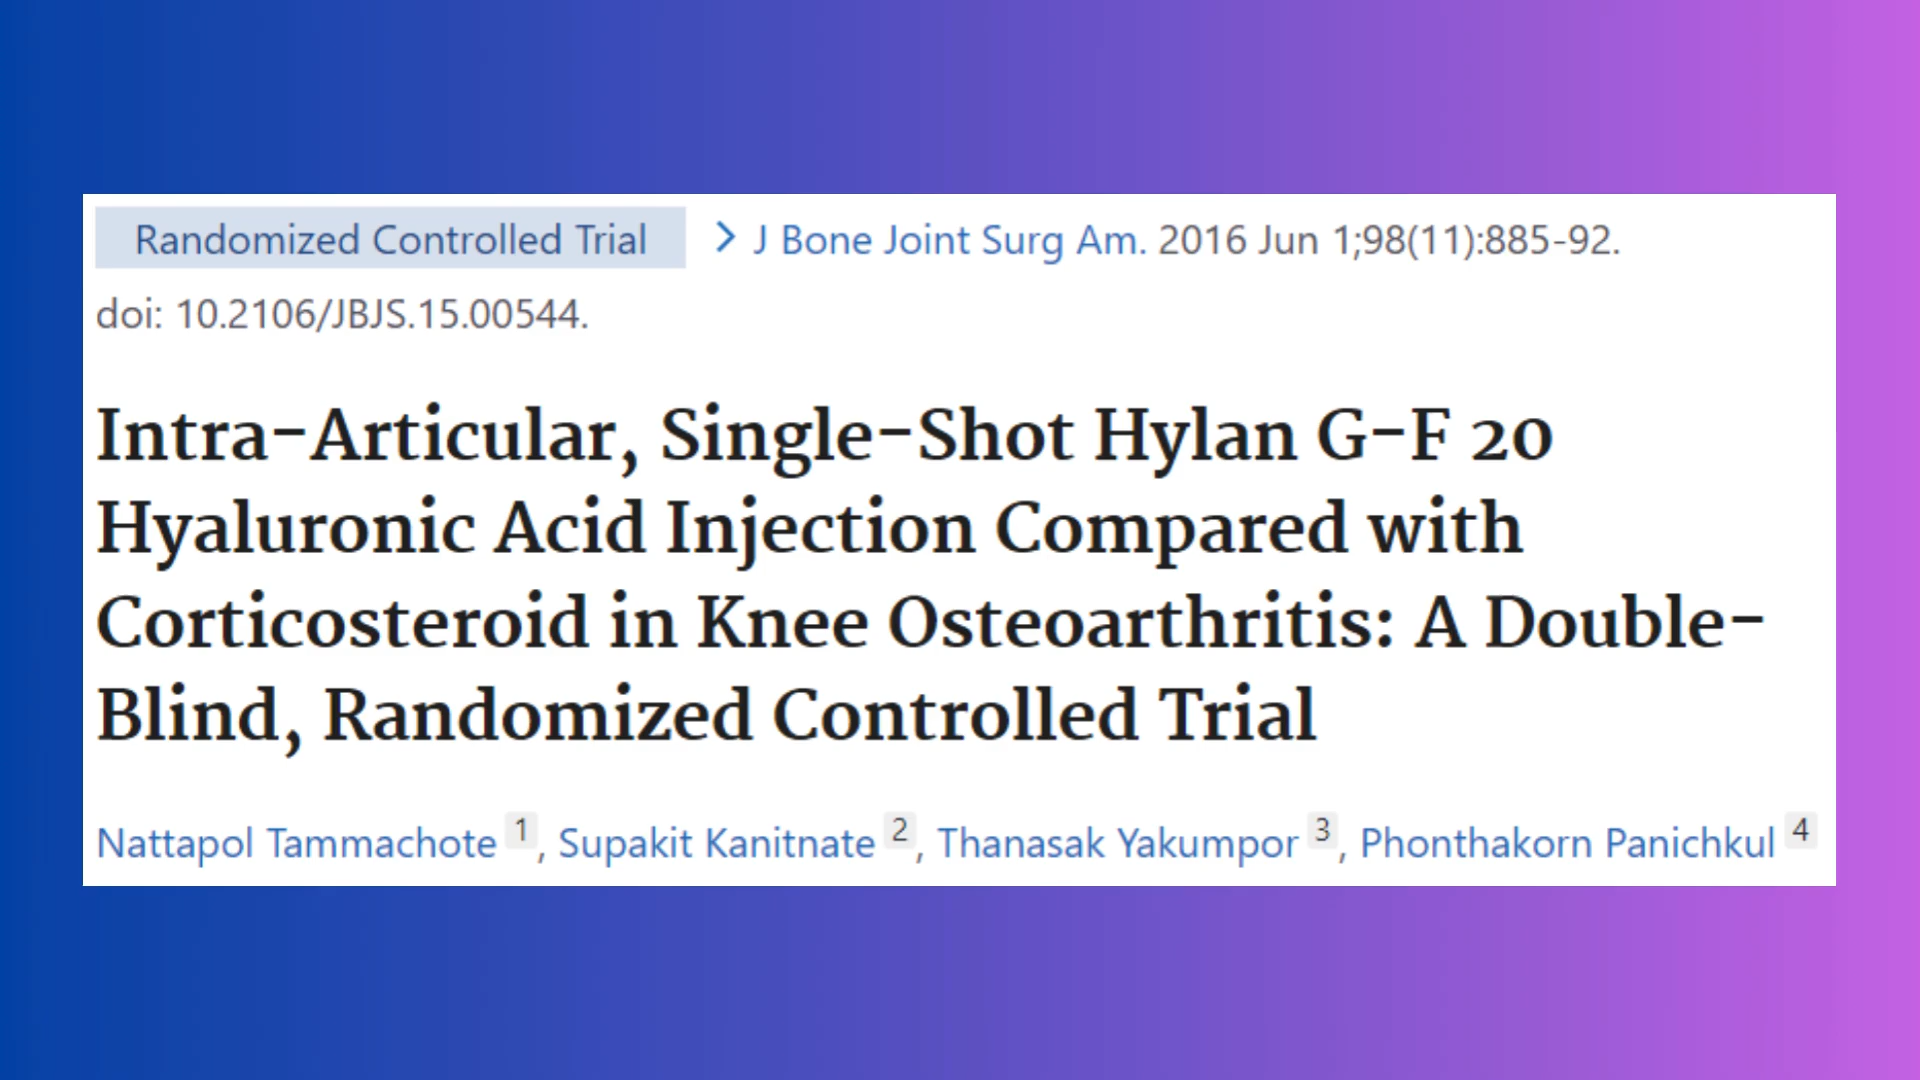 Randomized Controlled Trial > J Bone Joint Surg Am. 2016 Jun 1;98(11):885-92.
doi: 10.2106/JBJS.15.00544.
Intra-Articular, Single-Shot Hylan G-F 20
Hyaluronic Acid Injection Compared with
Corticosteroid in Knee Osteoarthritis: A Double-
Blind, Randomized Controlled Trial
Nattapol Tammachote 1, Supakit Kanitnate 2, Thanasak Yakumpor 3, Phonthakorn Panichkul 4